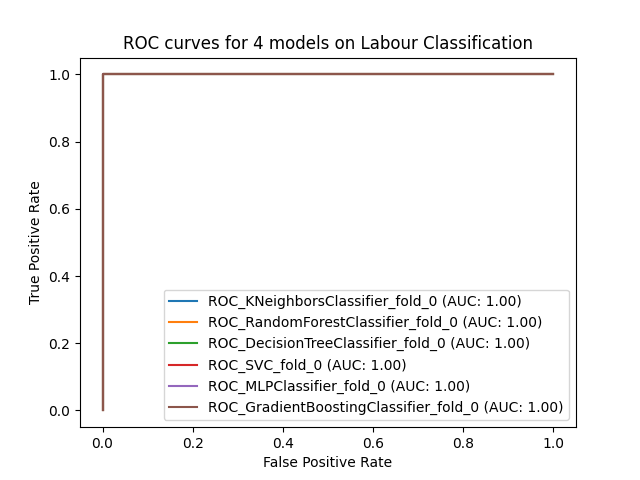 ROC curves for 4 models on Labour Classification
True Positive Rate
1.0
0.8
0.6
0.4
0.2
0.0
ROC_KNeighborsClassifier_fold_0 (AUC: 1.00)
ROC_RandomForestClassifier_fold_0 (AUC: 1.00)
ROC_DecisionTreeClassifier_fold_0 (AUC: 1.00)
ROC_SVC_fold_0 (AUC: 1.00)
ROC_MLPClassifier_fold_0 (AUC: 1.00)
ROC_GradientBoostingClassifier_fold_0 (AUC: 1.00)
0.0 0.2 0.4 0.6 0.8 1.0
False Positive Rate